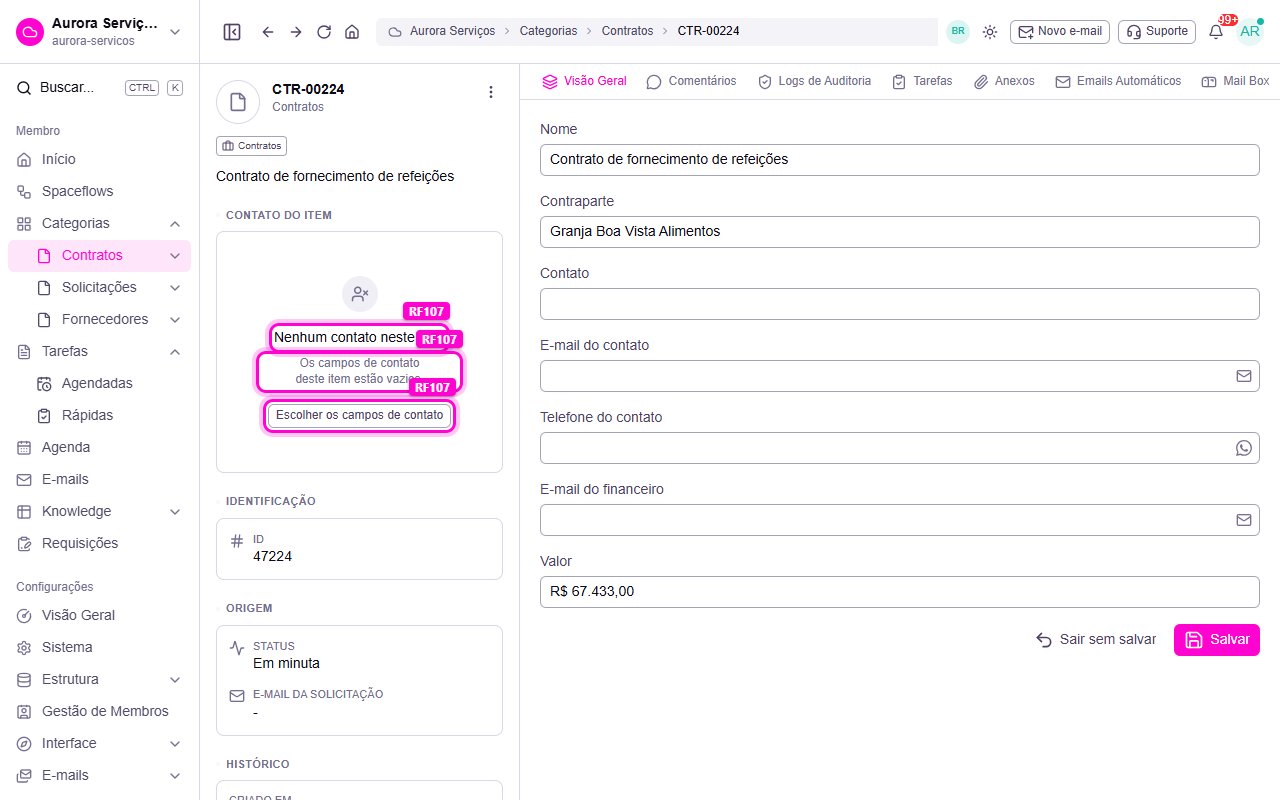 Aurora Serviç...
aurora-servicos
Aurora Serviços
Categorias
Contratos
CTR-00224
BR
Novo e-mail
Suporte
99+
AR
Buscar...
CTRL
K
Membro
Início
Spaceflows
Categorias
Contratos
Solicitações
Fornecedores
Tarefas
Agendadas
Rápidas
Agenda
E-mails
Knowledge
Requisições
Configurações
Visão Geral
Sistema
Estrutura
Gestão de Membros
Interface
E-mails
CTR-00224
Contratos
Contratos
Contrato de fornecimento de refeições
CONTATO DO ITEM
RF107
Nenhum contato neste
RF107
Os campos de contato
deste item estão vazios
RF107
Escolher os campos de contato
IDENTIFICAÇÃO
ID
47224
ORIGEM
STATUS
Em minuta
E-MAIL DA SOLICITAÇÃO
-
HISTÓRICO
CRIADO EM
Visão Geral
Comentários
Logs de Auditoria
Tarefas
Anexos
Emails Automáticos
Mail Box
Nome
Contrato de fornecimento de refeições
Contraparte
Granja Boa Vista Alimentos
Contato
E-mail do contato
Telefone do contato
E-mail do financeiro
Valor
R$ 67.433,00
Sair sem salvar
Salvar